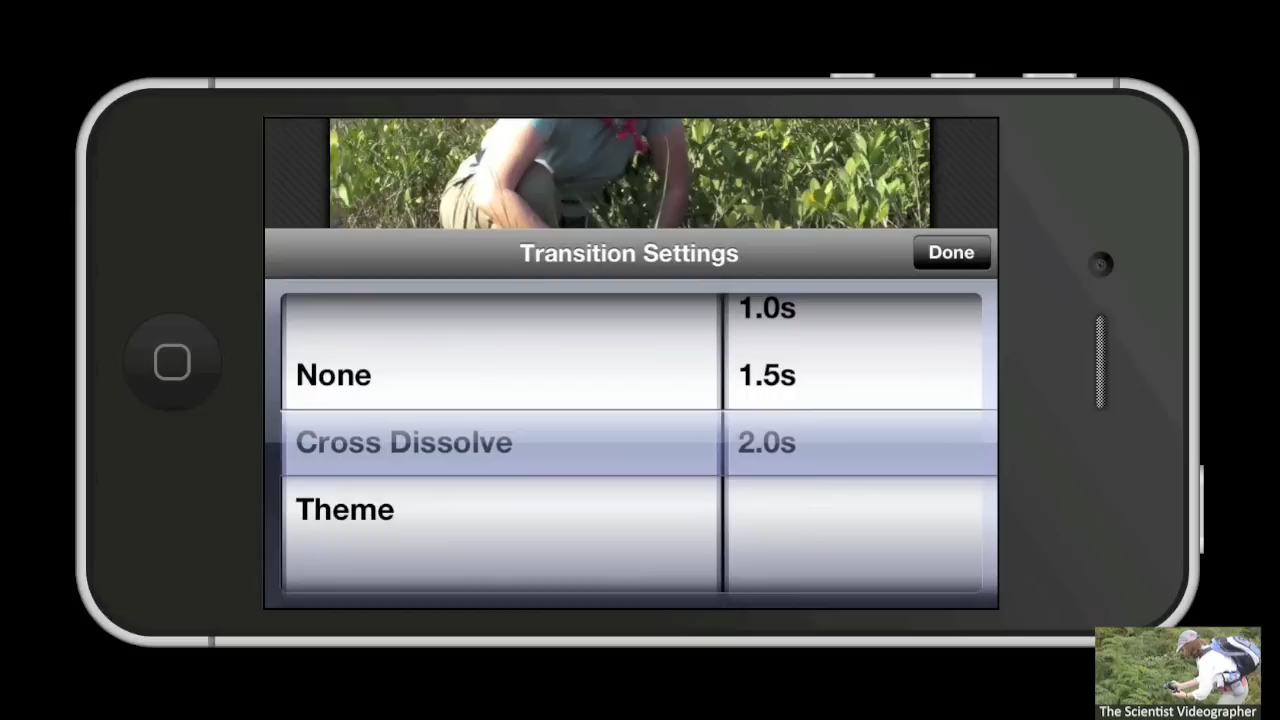 Transition Settings
Done
1.0s
None
1.5s
Cross Dissolve
2.0s
Theme
The Scientist Videographer